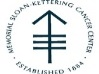 MEMORIAL SLOAN-KETTERING CANCER CENTER
· ESTABLISHED 1884 ·